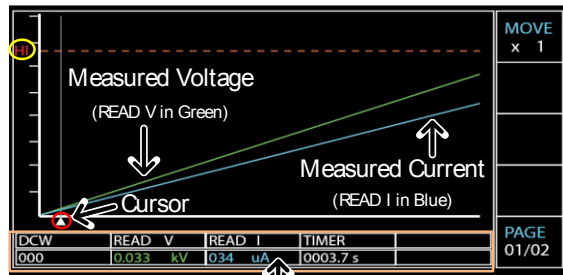 MOVE
x 1
HI
Measured Voltage
(READ V in Green)
Measured Current
(READ I in Blue)
Cursor
PAGE
01/02
DCW READ V READ I TIMER
000 0.033 kV 034 uA 0003.7 s